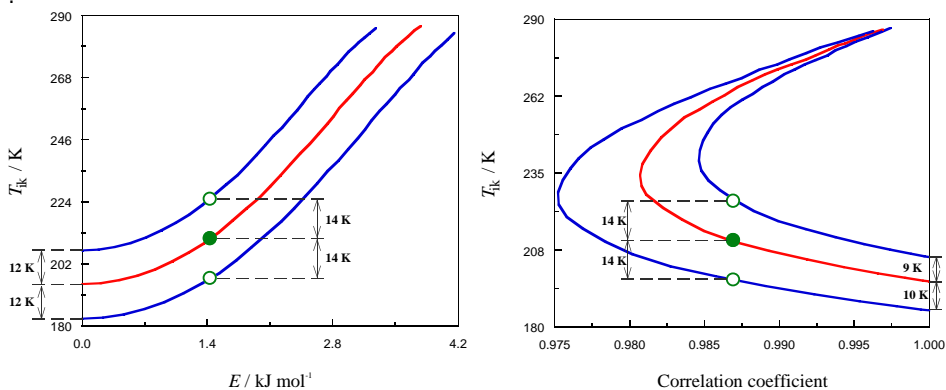 290
268
246
224
202
180
T_ik / K
12 K
12 K
14 K
14 K
0.0
1.4
2.8
4.2
E / kJ mol⁻¹
290
262
235
208
180
T_ik / K
14 K
14 K
9 K
10 K
0.975
0.980
0.985
0.990
0.995
1.000
Correlation coefficient